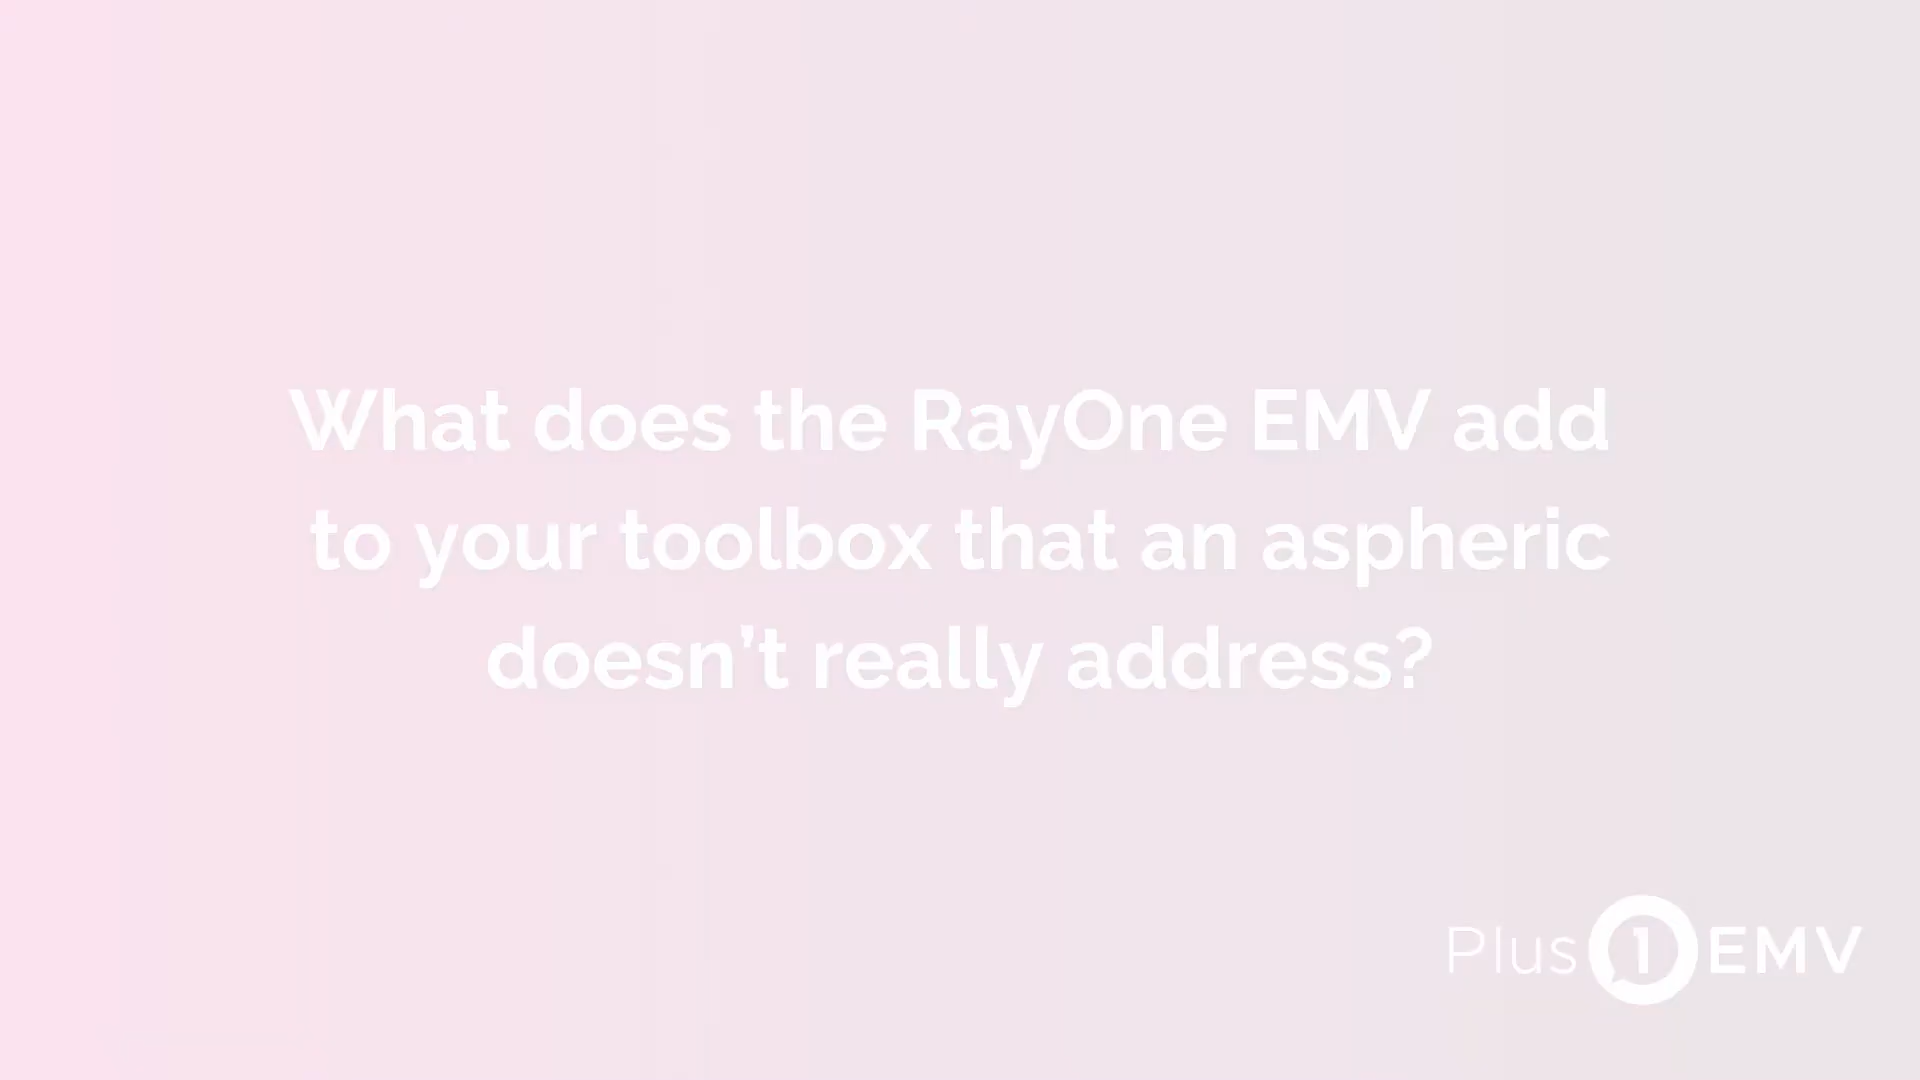 What does the RayOne EMV add
to your toolbox that an aspheric
doesn't really address?
Plus 1 EMV